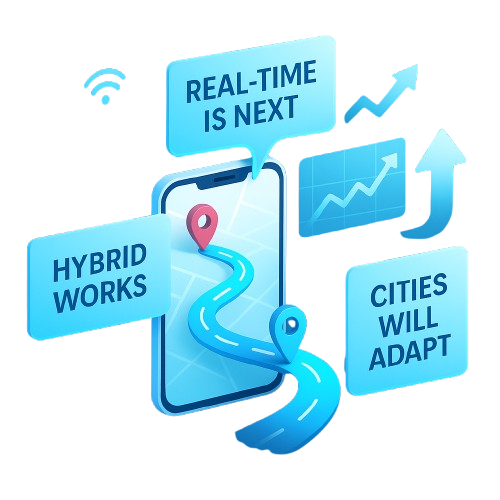 REAL-TIME
IS NEXT
HYBRID
WORKS
CITIES
WILL
ADAPT